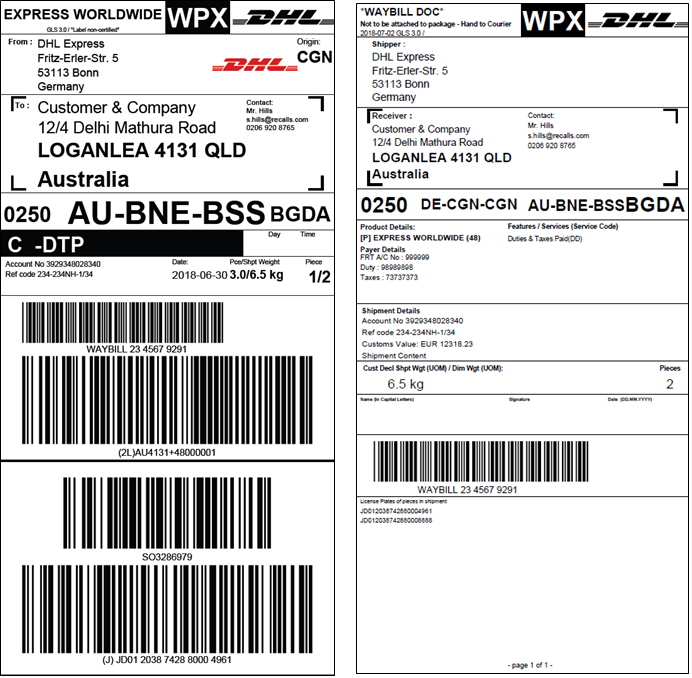 EXPRESS WORLDWIDE WPX DHL
GLS 3.0 / "Label non-certified"
From : DHL Express
Fritz-Erler-Str. 5
53113 Bonn
Germany
DHL
Origin:
CGN
To : Customer & Company
12/4 Delhi Mathura Road
LOGANLEA 4131 QLD
Australia
Contact:
Mr. Hills
s.hills@recalls.com
0206 920 8765
0250 AU-BNE-BSS BGDA
C -DTP
Day Time
Account No 3929348028340
Ref code 234-234NH-1/34
Date:
2018-06-30
Pce/Shpt Weight
3.0/6.5 kg
Piece
1/2
WAYBILL 23 4567 9291
(2L)AU4131+48000001
SO3286979
(J) JD01 2038 7428 8000 4961
*WAYBILL DOC* WPX DHL
Not to be attached to package - Hand to Courier
2018-07-02 GLS 3.0 /
Shipper :
DHL Express
Fritz-Erler-Str. 5
53113 Bonn
Germany
Receiver :
Customer & Company
12/4 Delhi Mathura Road
LOGANLEA 4131 QLD
Australia
Contact:
Mr. Hills
s.hills@recalls.com
0206 920 8765
0250 DE-CGN-CGN AU-BNE-BSS BGDA
Product Details:
[P] EXPRESS WORLDWIDE (48)
Features / Services (Service Code)
Duties & Taxes Paid(DD)
Payer Details
FRT A/C No : 999999
Duty : 98989898
Taxes : 73737373
Shipment Details
Account No 3929348028340
Ref code 234-234NH-1/34
Customs Value: EUR 12318.23
Shipment Content
Cust Decl Shpt Wgt (UOM) / Dim Wgt (UOM): Pieces
6.5 kg 2
Name (In Capital Letters) Signature Date (DD.MM.YYYY)
WAYBILL 23 4567 9291
License Plates of pieces in shipment
JD012038742880004961
JD012038742880008888
- page 1 of 1 -